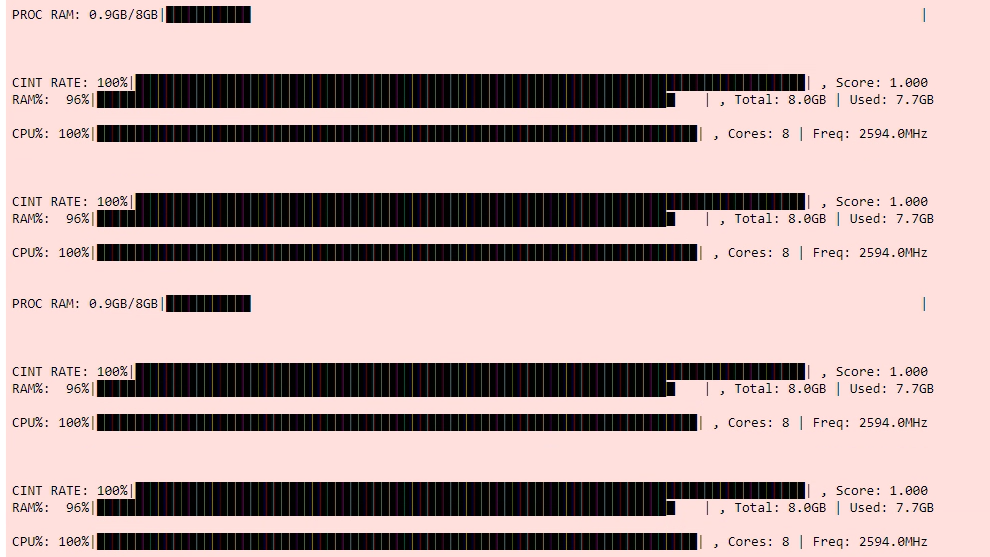 PROC RAM: 0.9GB/8GB|███████████ |
CINT RATE: 100%|███████████████████████████████████████████████████████████████████████████████████████| , Score: 1.000
RAM%:  96%|██████████████████████████████████████████████████████████████████████████▄    | , Total: 8.0GB | Used: 7.7GB
CPU%: 100%|██████████████████████████████████████████████████████████████████████████████| , Cores: 8 | Freq: 2594.0MHz
CINT RATE: 100%|███████████████████████████████████████████████████████████████████████████████████████| , Score: 1.000
RAM%:  96%|██████████████████████████████████████████████████████████████████████████▄    | , Total: 8.0GB | Used: 7.7GB
CPU%: 100%|██████████████████████████████████████████████████████████████████████████████| , Cores: 8 | Freq: 2594.0MHz
PROC RAM: 0.9GB/8GB|███████████ |
CINT RATE: 100%|███████████████████████████████████████████████████████████████████████████████████████| , Score: 1.000
RAM%:  96%|██████████████████████████████████████████████████████████████████████████▄    | , Total: 8.0GB | Used: 7.7GB
CPU%: 100%|██████████████████████████████████████████████████████████████████████████████| , Cores: 8 | Freq: 2594.0MHz
CINT RATE: 100%|███████████████████████████████████████████████████████████████████████████████████████| , Score: 1.000
RAM%:  96%|██████████████████████████████████████████████████████████████████████████▄    | , Total: 8.0GB | Used: 7.7GB
CPU%: 100%|██████████████████████████████████████████████████████████████████████████████| , Cores: 8 | Freq: 2594.0MHz